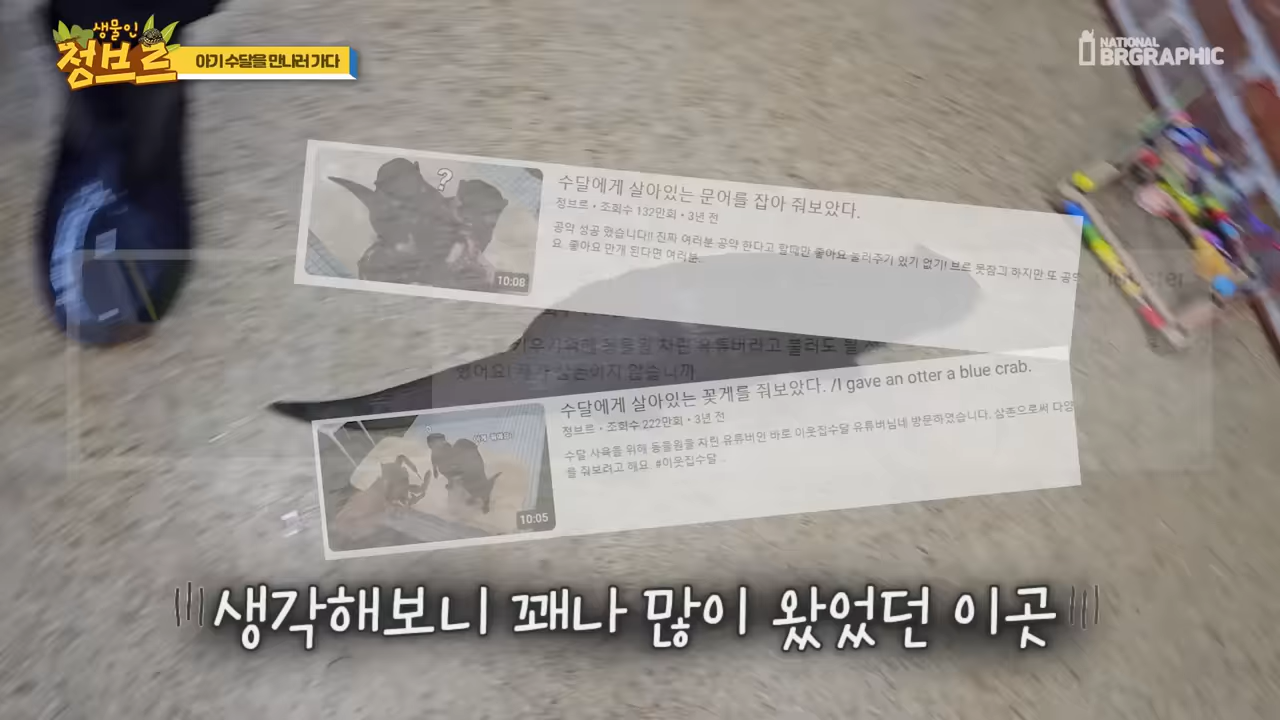 생물인
정브르
아기 수달을 만나러 가다
NATIONAL
BRGRAPHIC
?
수달에게 살아있는 문어를 잡아 줘보았다.
정브르 • 조회수 132만회 • 3년 전
공약 성공 했습니다!! 진짜 여러분 공약 한다고 할때만 좋아요 눌러주기 있기 없기! 브르 못잠그 하지만 또 공약
요. 좋아요 만개 된다면 여러분..
10:08
수달에게 살아있는 꽃게를 줘보았다. /I gave an otter a blue crab.
정브르 • 조회수 222만회 • 3년 전
수달 사육을 위해 동물원을 차린 유튜버인 바로 이웃집수달 유튜버님네 방문하였습니다. 삼촌으로써 다양
를 줘보려고 해요. #이웃집수달 ..
10:05
생각해보니 꽤나 많이 왔었던 이곳